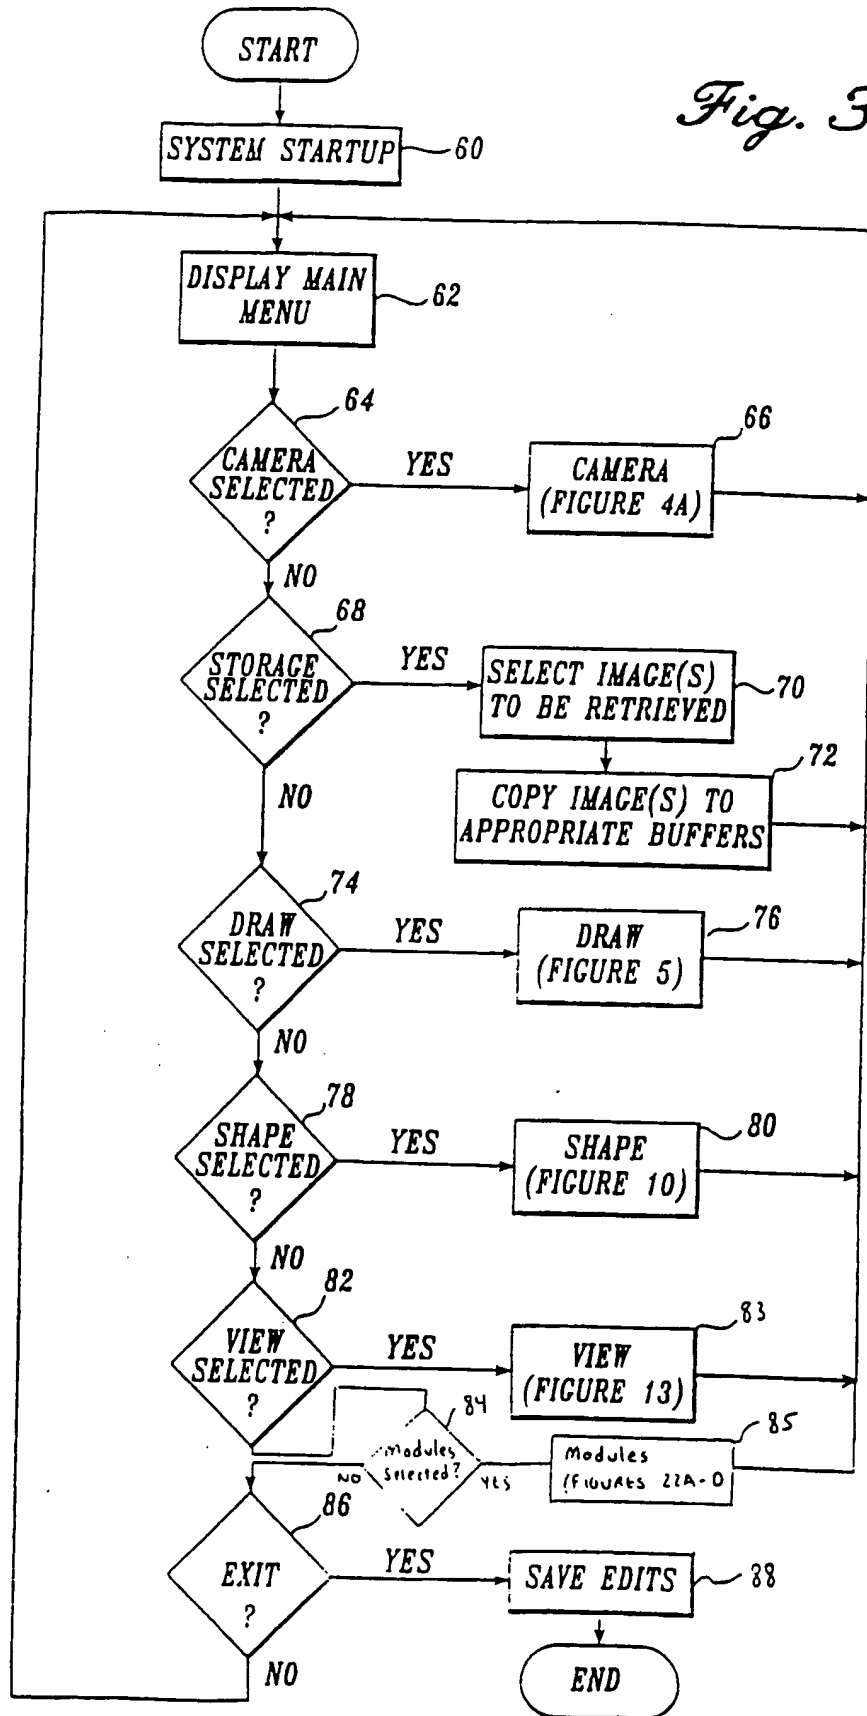 START
Fig. 3
SYSTEM STARTUP
60
DISPLAY MAIN
MENU
62
64
CAMERA
SELECTED
?
YES
66
CAMERA
(FIGURE 4A)
NO
68
STORAGE
SELECTED
?
YES
SELECT IMAGE(S)
TO BE RETRIEVED
70
72
COPY IMAGE(S) TO
APPROPRIATE BUFFERS
NO
74
DRAW
SELECTED
?
YES
76
DRAW
(FIGURE 5)
NO
78
SHAPE
SELECTED
?
YES
80
SHAPE
(FIGURE 10)
NO
82
VIEW
SELECTED
?
YES
83
VIEW
(FIGURE 13)
84
Modules
Selected?
NO
YES
85
Modules
(FIGURES 22A-D
86
EXIT
?
YES
SAVE EDITS
88
NO
END